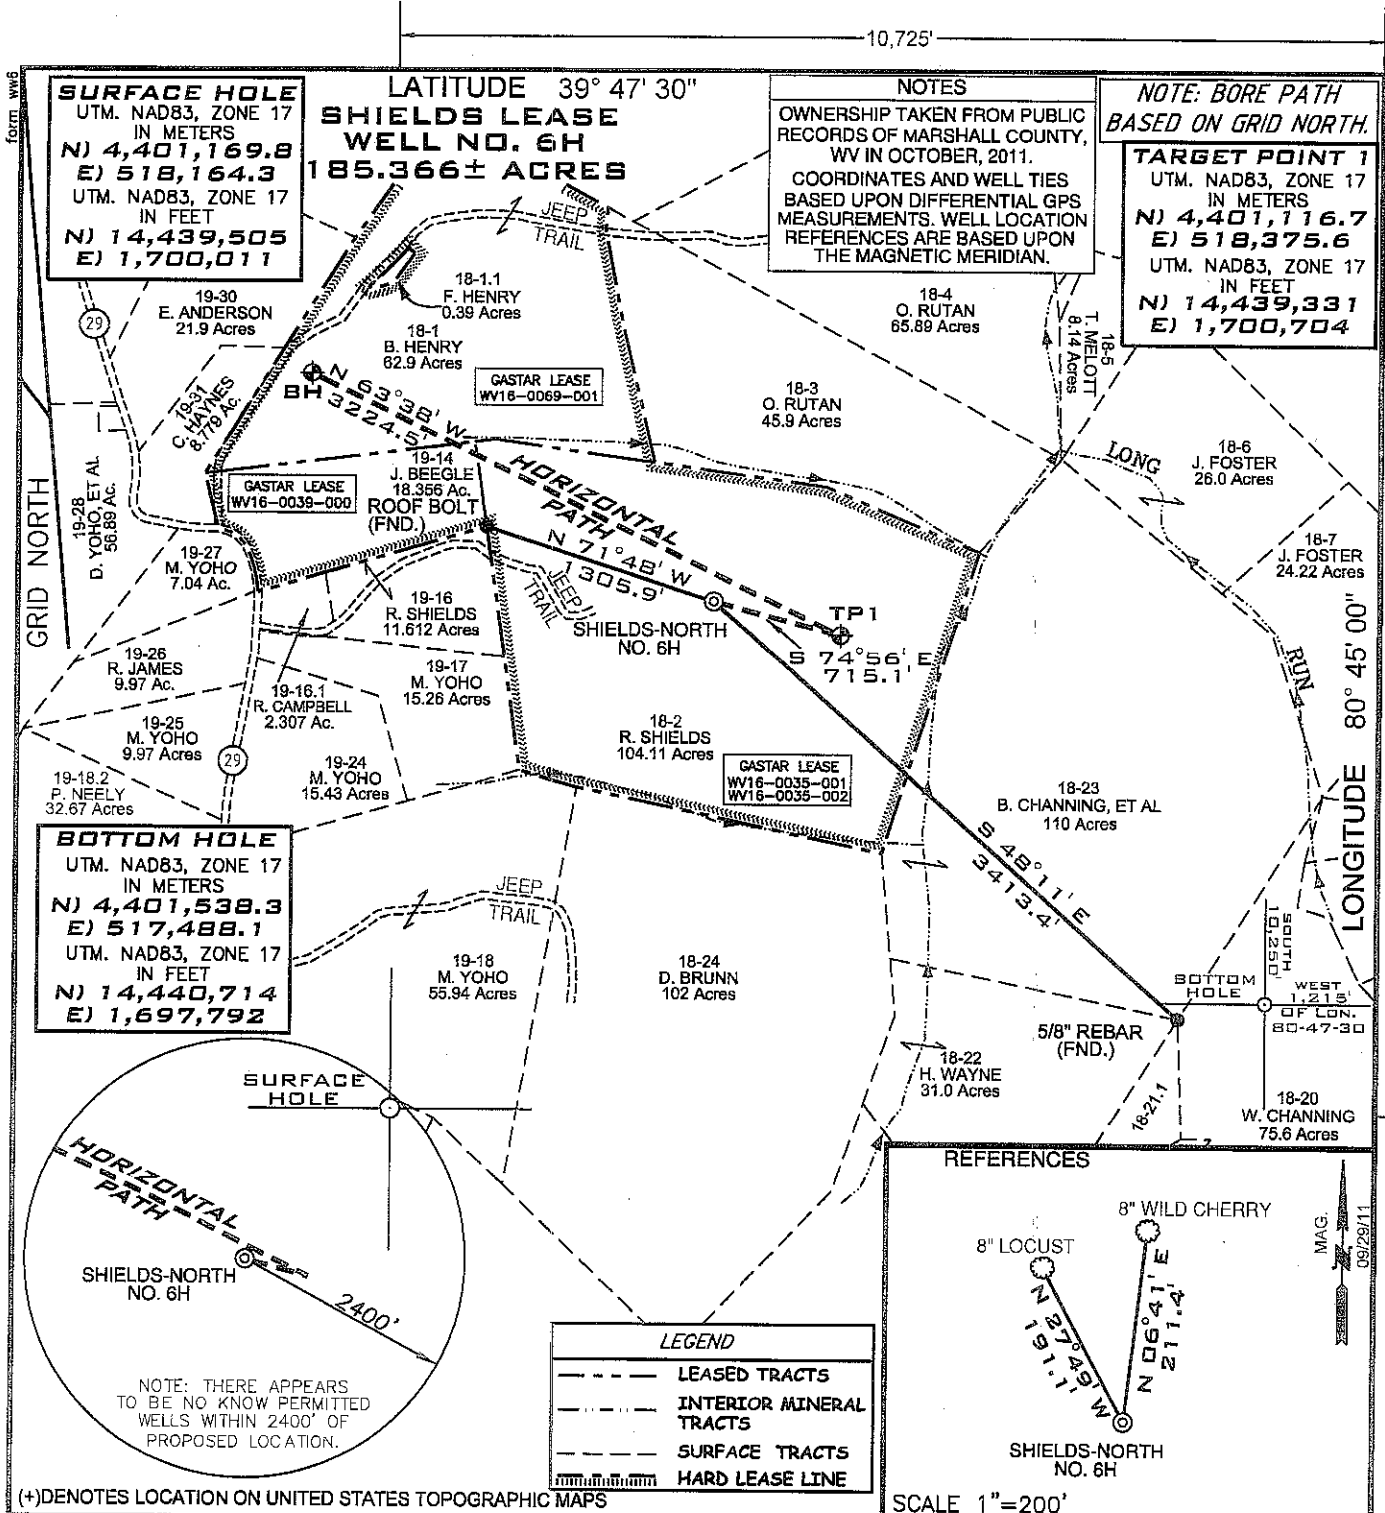 10,725'
form ww6
SURFACE HOLE
UTM. NAD83, ZONE 17
IN METERS
N) 4,401,169.8
E) 518,164.3
UTM. NAD83, ZONE 17
IN FEET
N) 14,439,505
E) 1,700,011
LATITUDE 39° 47' 30"
SHIELDS LEASE
WELL NO. 6H
185.366± ACRES
NOTES
OWNERSHIP TAKEN FROM PUBLIC
RECORDS OF MARSHALL COUNTY,
WV IN OCTOBER, 2011.
COORDINATES AND WELL TIES
BASED UPON DIFFERENTIAL GPS
MEASUREMENTS. WELL LOCATION
REFERENCES ARE BASED UPON
THE MAGNETIC MERIDIAN.
NOTE: BORE PATH
BASED ON GRID NORTH.
TARGET POINT 1
UTM. NAD83, ZONE 17
IN METERS
N) 4,401,116.7
E) 518,375.6
UTM. NAD83, ZONE 17
IN FEET
N) 14,439,331
E) 1,700,704
JEEP
TRAIL
18-1.1
F. HENRY
0.39 Acres
19-30
E. ANDERSON
21.9 Acres
29
18-1
B. HENRY
62.9 Acres
18-4
O. RUTAN
65.89 Acres
18-5
T. MELOTT
8.14 Acres
19-31
C. HAYNES
8.779 Ac.
BH
N 63°38' W
3224.5'
GASTAR LEASE
WV16-0069-001
18-3
O. RUTAN
45.9 Acres
LONG
18-6
J. FOSTER
26.0 Acres
19-28
D. YOHO, ET AL
56.89 Ac.
GRID NORTH
GASTAR LEASE
WV16-0039-000
19-14
J. BEEGLE
18.356 Ac.
ROOF BOLT
(FND.)
HORIZONTAL
PATH
N 71°48' W
1305.9'
18-7
J. FOSTER
24.22 Acres
19-27
M. YOHO
7.04 Ac.
19-16
R. SHIELDS
11.612 Acres
JEEP
TRAIL
SHIELDS-NORTH
NO. 6H
TP1
S 74°56' E
715.1'
RUN
LONGITUDE 80° 45' 00"
19-26
R. JAMES
9.97 Ac.
19-17
M. YOHO
15.26 Acres
19-16.1
R. CAMPBELL
2.307 Ac.
19-25
M. YOHO
9.97 Acres
29
18-2
R. SHIELDS
104.11 Acres
GASTAR LEASE
WV16-0035-001
WV16-0035-002
19-18.2
P. NEELY
32.67 Acres
19-24
M. YOHO
15.43 Acres
18-23
B. CHANNING, ET AL
110 Acres
S 48°11' E
3413.4'
BOTTOM HOLE
UTM. NAD83, ZONE 17
IN METERS
N) 4,401,538.3
E) 517,488.1
UTM. NAD83, ZONE 17
IN FEET
N) 14,440,714
E) 1,697,792
JEEP
TRAIL
19-18
M. YOHO
55.94 Acres
18-24
D. BRUNN
102 Acres
BOTTOM
HOLE
SOUTH
10,250'
WEST
1,215'
OF LON.
80-47-30
5/8" REBAR
(FND.)
18-22
H. WAYNE
31.0 Acres
18-21.1
18-20
W. CHANNING
75.6 Acres
SURFACE
HOLE
HORIZONTAL
PATH
SHIELDS-NORTH
NO. 6H
2400'
NOTE: THERE APPEARS
TO BE NO KNOW PERMITTED
WELLS WITHIN 2400' OF
PROPOSED LOCATION.
LEGEND
LEASED TRACTS
INTERIOR MINERAL
TRACTS
SURFACE TRACTS
HARD LEASE LINE
REFERENCES
8" WILD CHERRY
8" LOCUST
N 27°49' W
191.1'
N 06°41' E
211.4'
MAG.
09/29/11
SHIELDS-NORTH
NO. 6H
(+)DENOTES LOCATION ON UNITED STATES TOPOGRAPHIC MAPS
SCALE 1"=200'